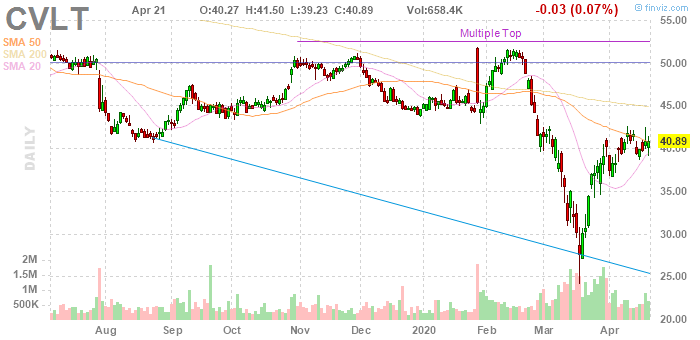 CVLT
Apr 21 O:40.27 H:41.50 L:39.23 C:40.89 Vol:658.4K -0.03 (0.07%)
© finviz.com
SMA 50
SMA 200
SMA 20
Multiple Top
DAILY
55.00
50.00
45.00
40.89
40.00
35.00
30.00
25.00
20.00
2M
1.5M
1M
500K
Aug Sep Oct Nov Dec 2020 Feb Mar Apr